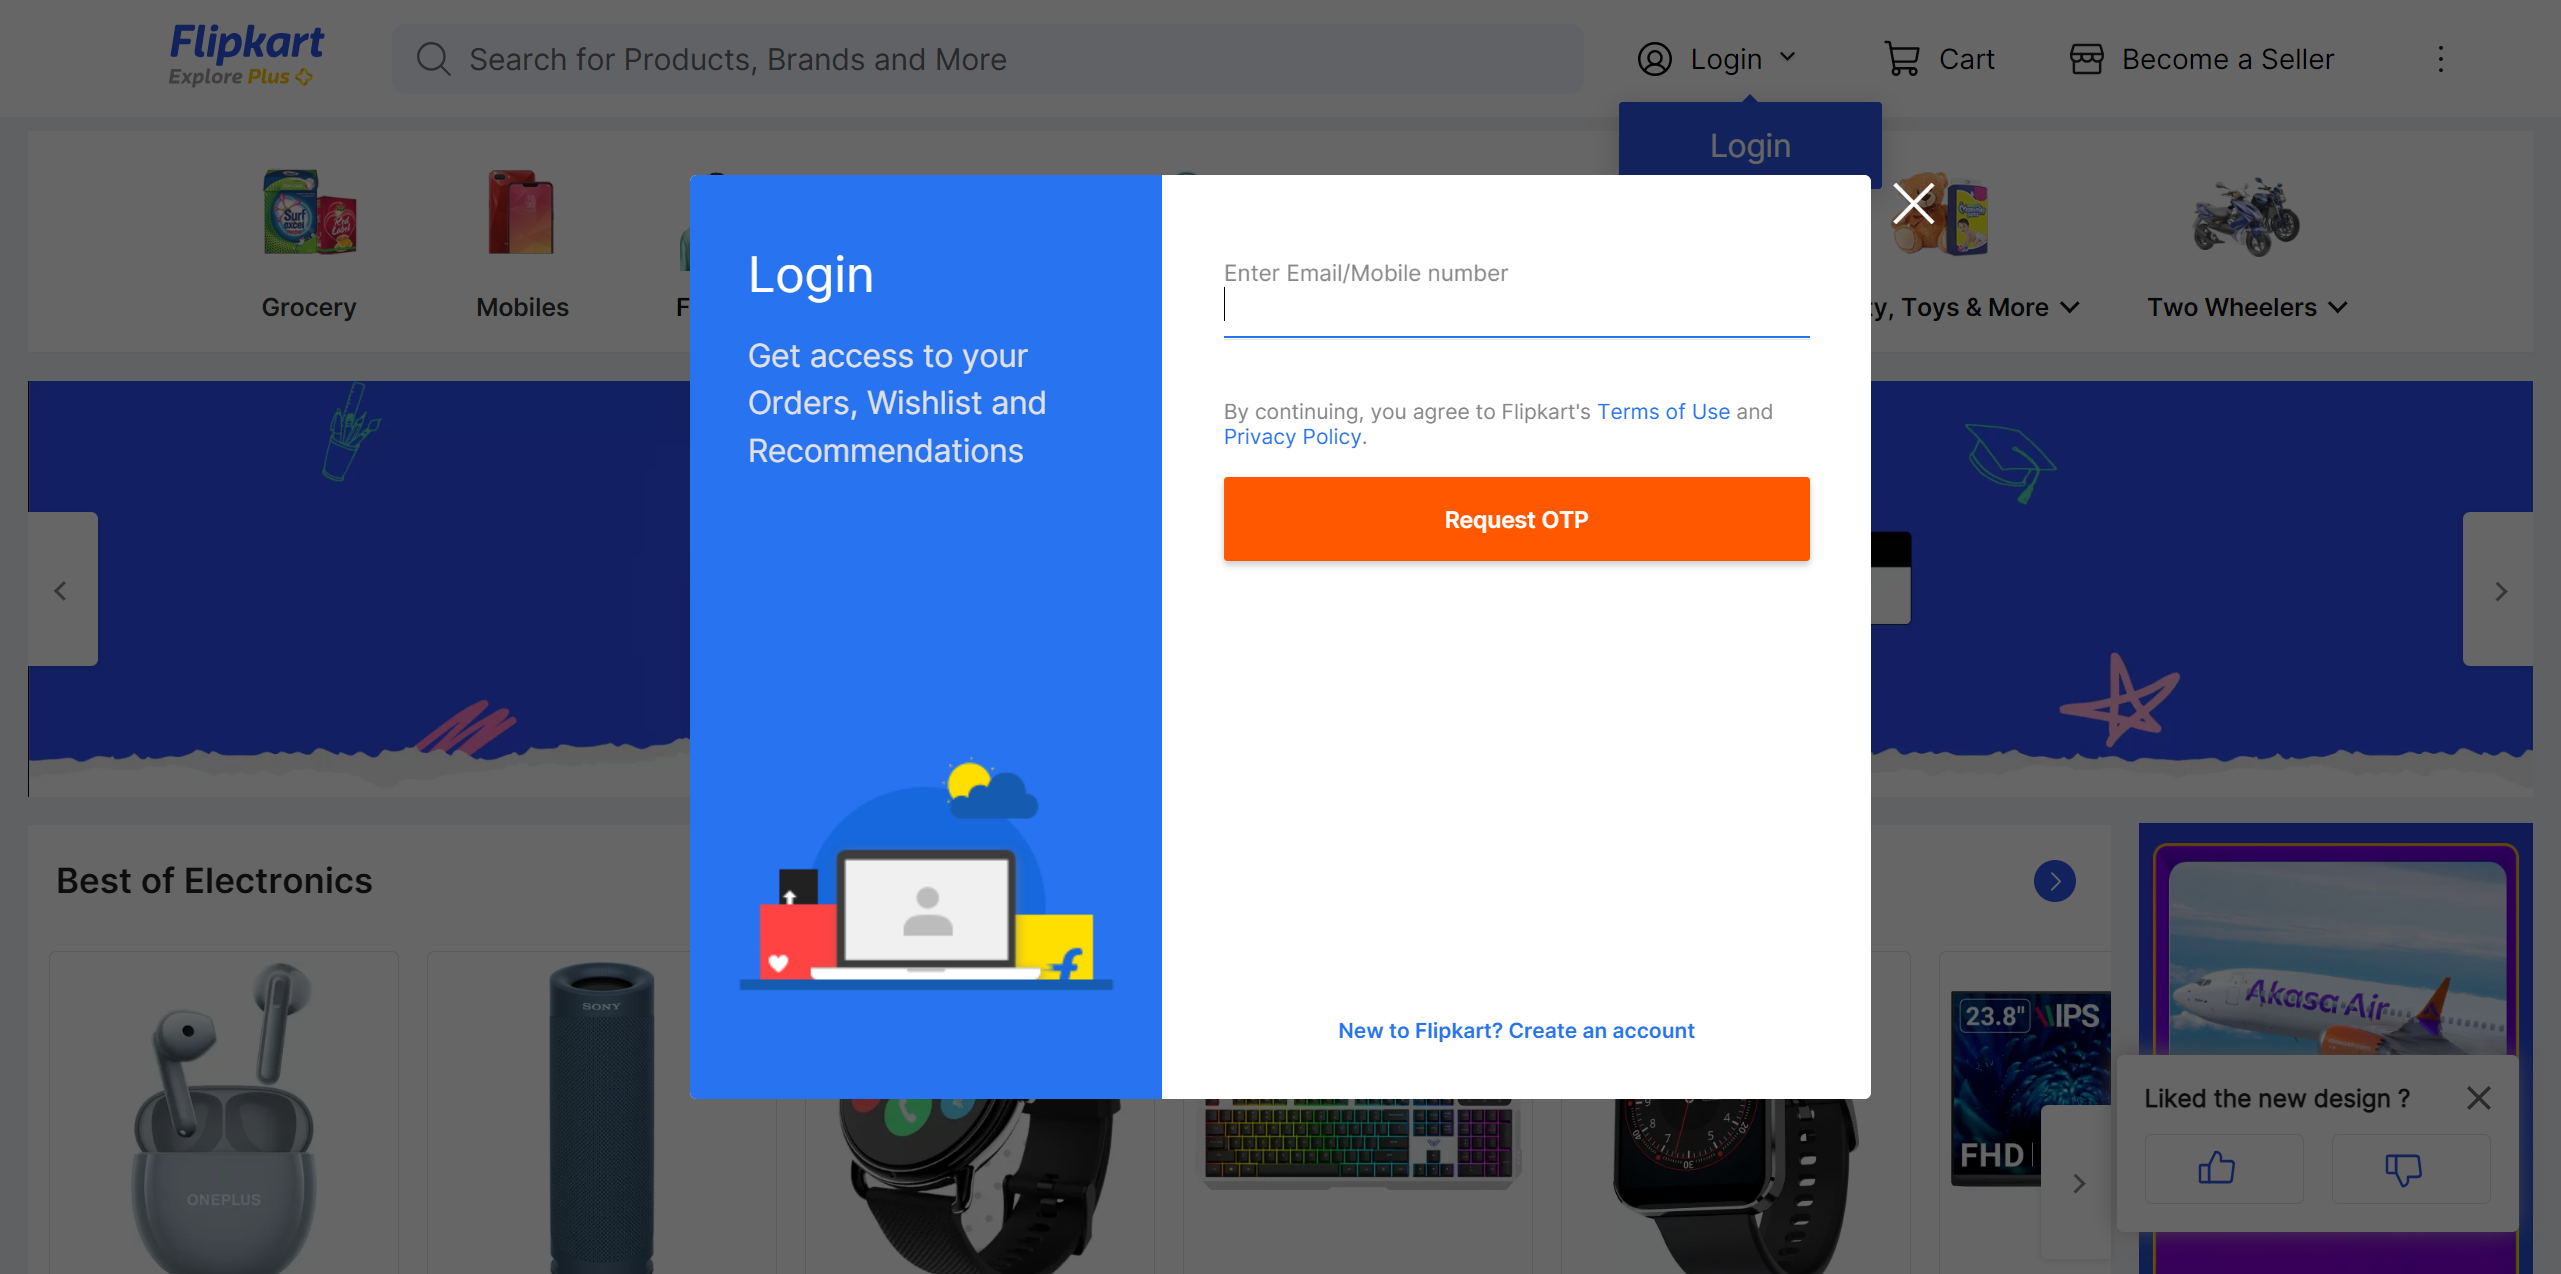 Flipkart
Explore Plus
Search for Products, Brands and More
Login
Cart
Become a Seller
Login
Grocery
Mobiles
F
y, Toys & More
Two Wheelers
Login
Get access to your
Orders, Wishlist and
Recommendations
Enter Email/Mobile number
By continuing, you agree to Flipkart's Terms of Use and
Privacy Policy.
Request OTP
New to Flipkart? Create an account
Best of Electronics
SONY
ONEPLUS
23.8" IPS
FHD
Akasa Air
Liked the new design ?